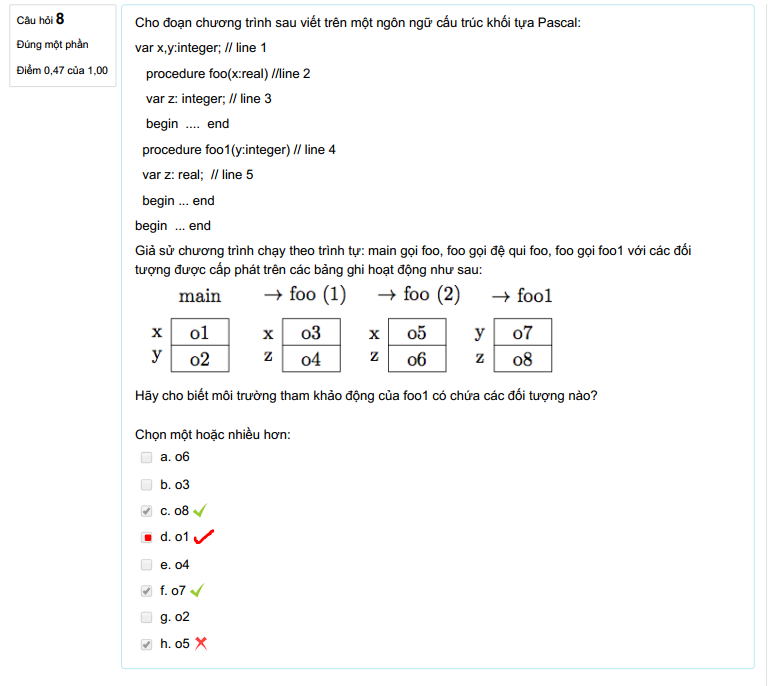 Câu hỏi 8
Đúng một phần
Điểm 0,47 của 1,00
Cho đoạn chương trình sau viết trên một ngôn ngữ cấu trúc khối tựa Pascal:
var x,y:integer; // line 1
procedure foo(x:real) //line 2
var z: integer; // line 3
begin .... end
procedure foo1(y:integer) // line 4
var z: real; // line 5
begin ... end
begin ... end
Giả sử chương trình chạy theo trình tự: main gọi foo, foo gọi đệ qui foo, foo gọi foo1 với các đối
tượng được cấp phát trên các bảng ghi hoạt động như sau:
main → foo (1) → foo (2) → foo1
x o1 x o3 x o5 y o7
y o2 z o4 z o6 z o8
Hãy cho biết môi trường tham khảo động của foo1 có chứa các đối tượng nào?
Chọn một hoặc nhiều hơn:
a. o6
b. o3
c. o8
d. o1
e. o4
f. o7
g. o2
h. o5